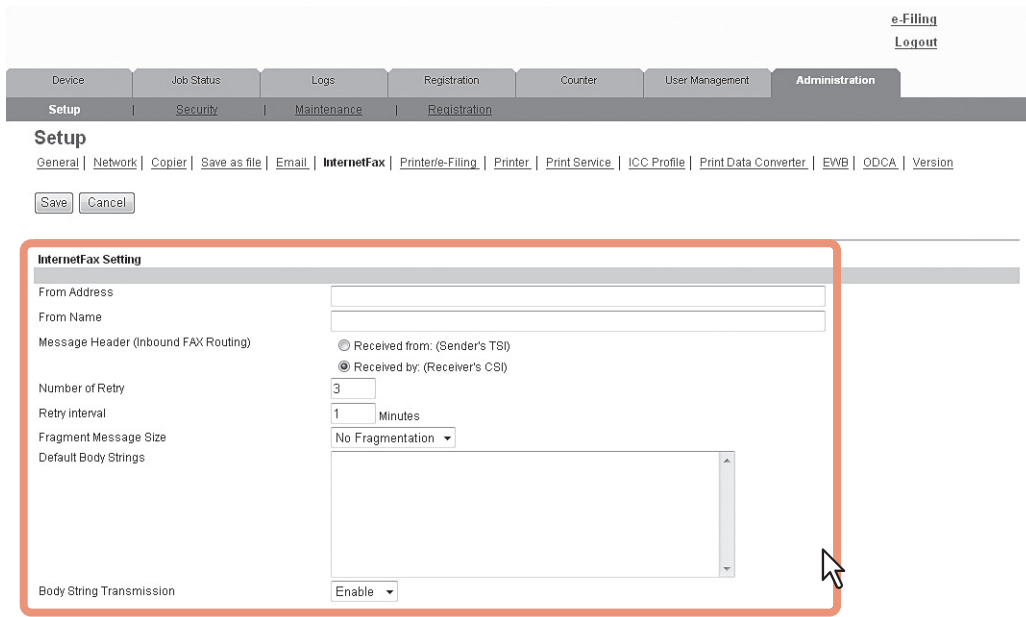 e-Filing
Logout
Device Job Status Logs Registration Counter User Management Administration
Setup | Security | Maintenance | Registration
Setup
General | Network | Copier | Save as file | Email | InternetFax | Printer/e-Filing | Printer | Print Service | ICC Profile | Print Data Converter | EWB | ODCA | Version
Save Cancel
InternetFax Setting
From Address
From Name
Message Header (Inbound FAX Routing) Received from: (Sender's TSI)
Received by: (Receiver's CSI)
Number of Retry 3
Retry interval 1 Minutes
Fragment Message Size No Fragmentation
Default Body Strings
Body String Transmission Enable